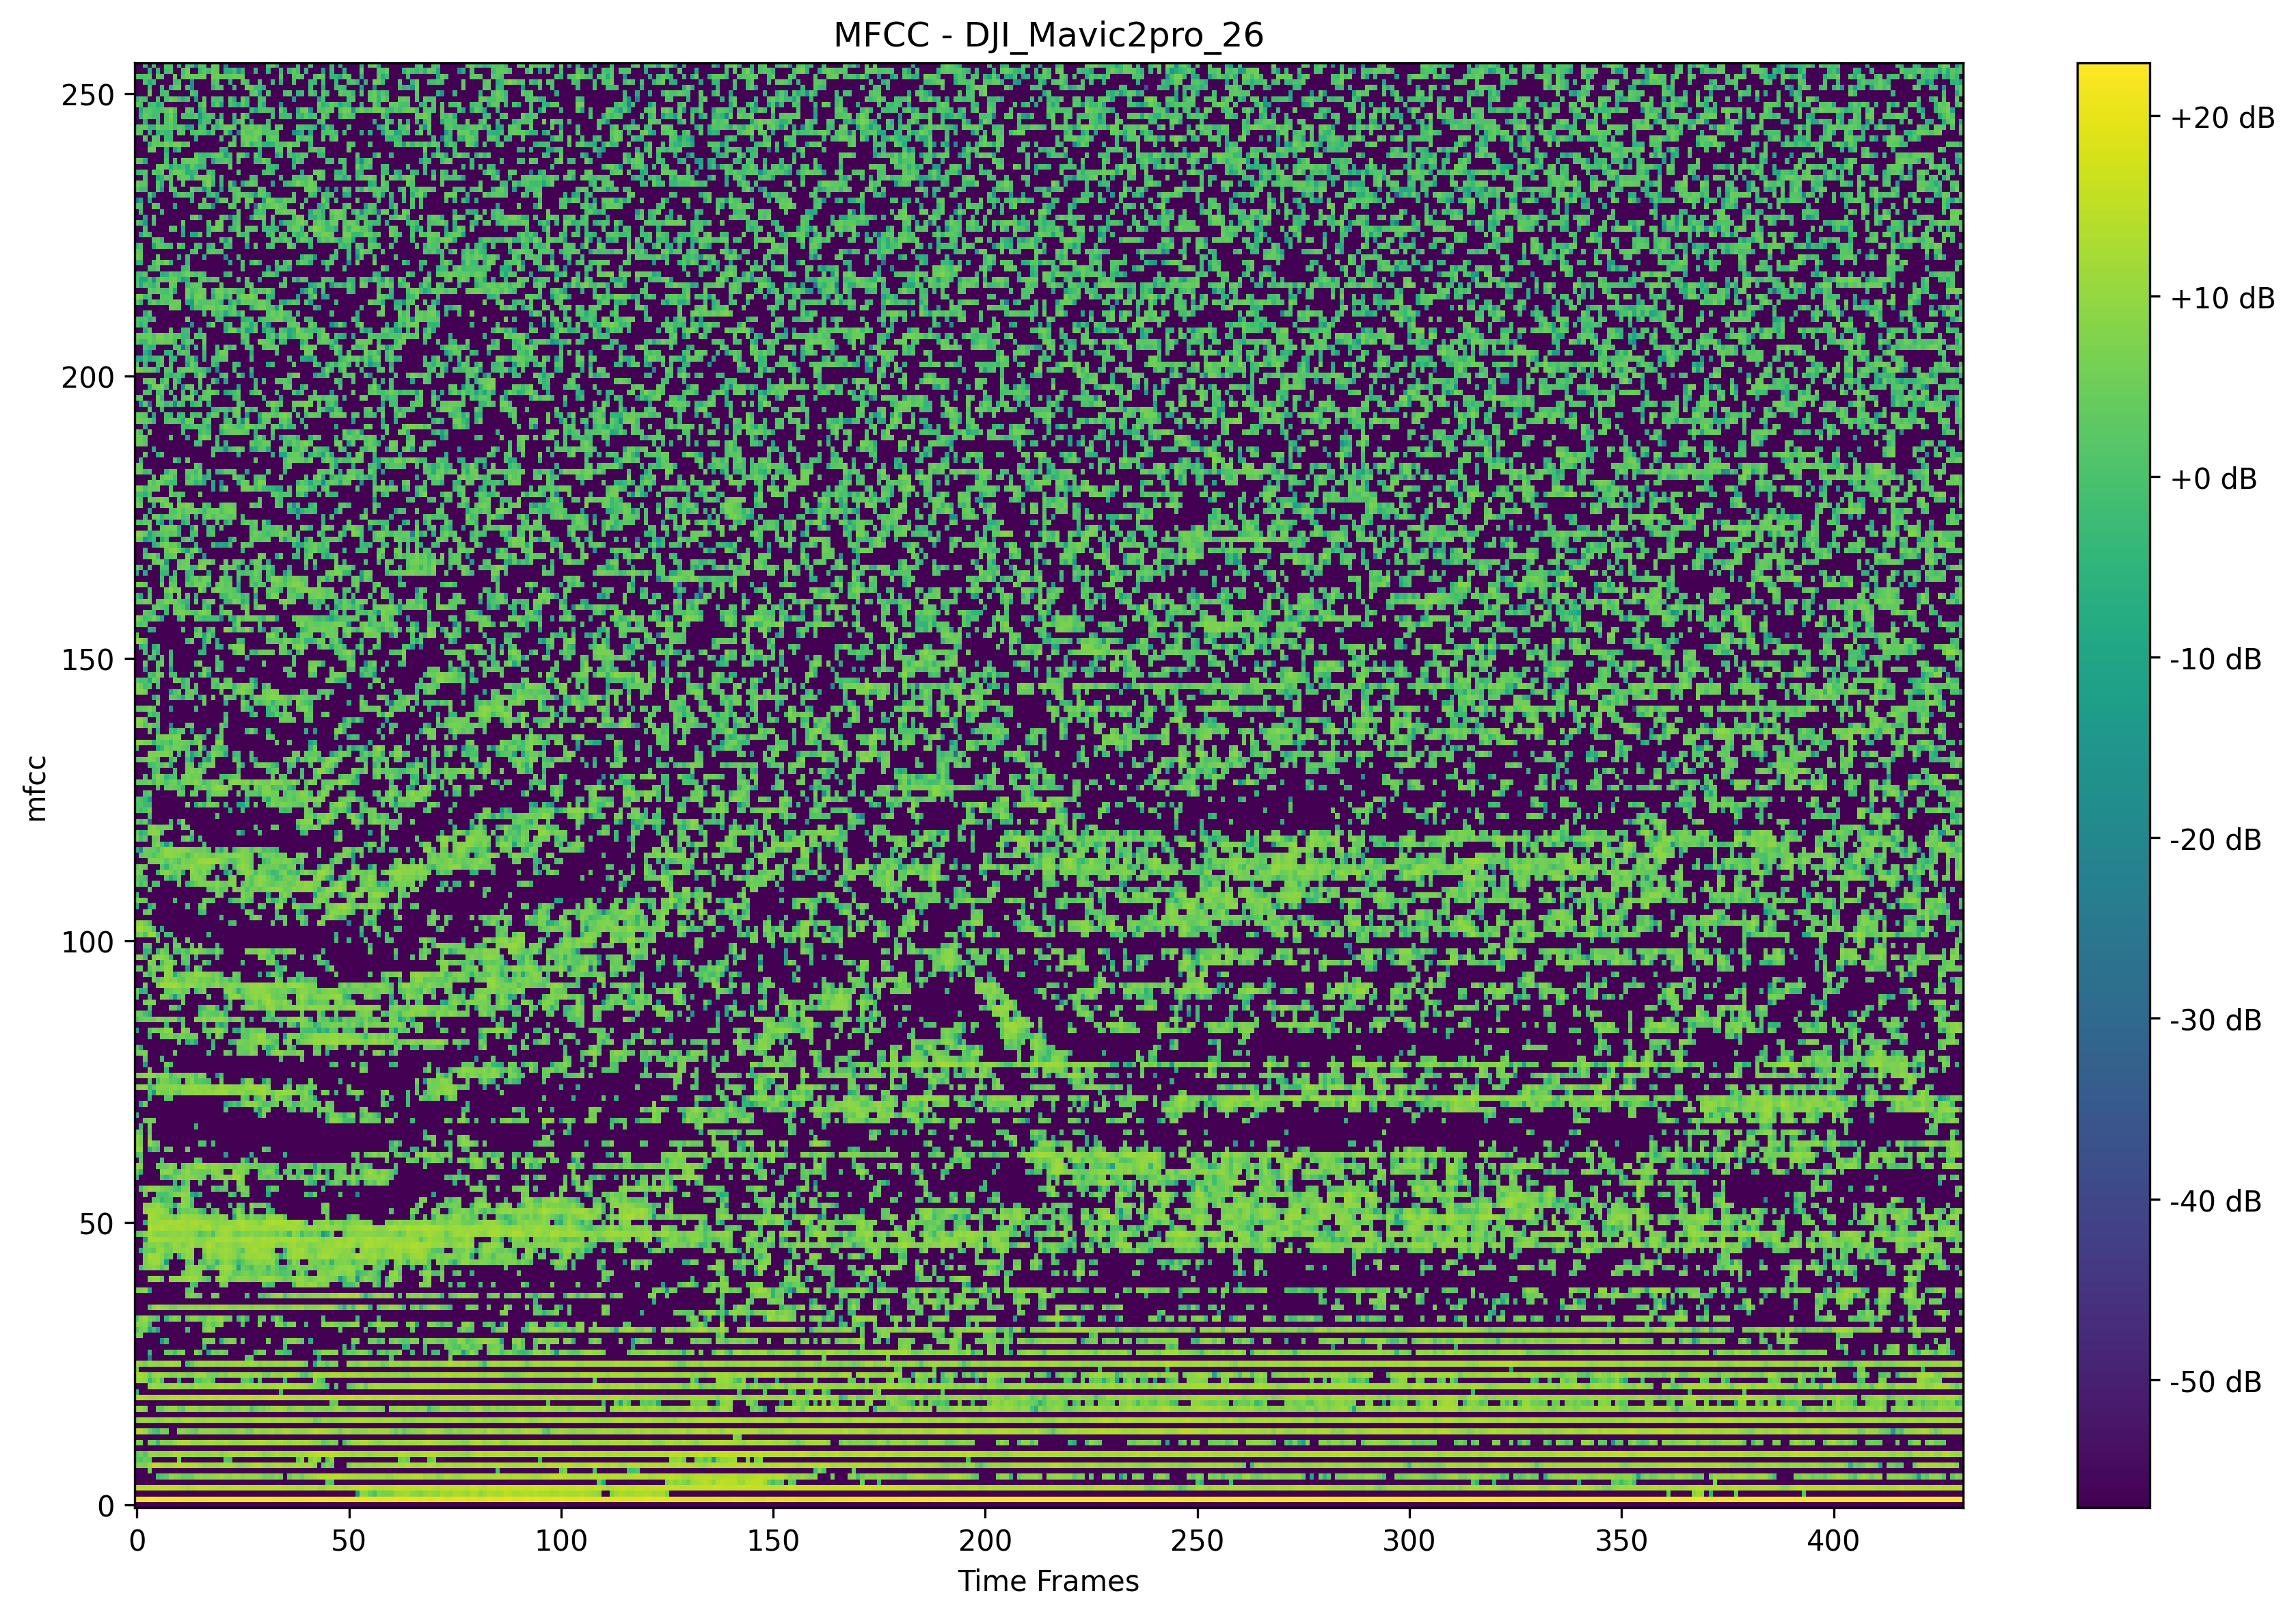 MFCC - DJI_Mavic2pro_26
250
200
150
100
50
0
mfcc
0 50 100 150 200 250 300 350 400
Time Frames
+20 dB
+10 dB
+0 dB
-10 dB
-20 dB
-30 dB
-40 dB
-50 dB